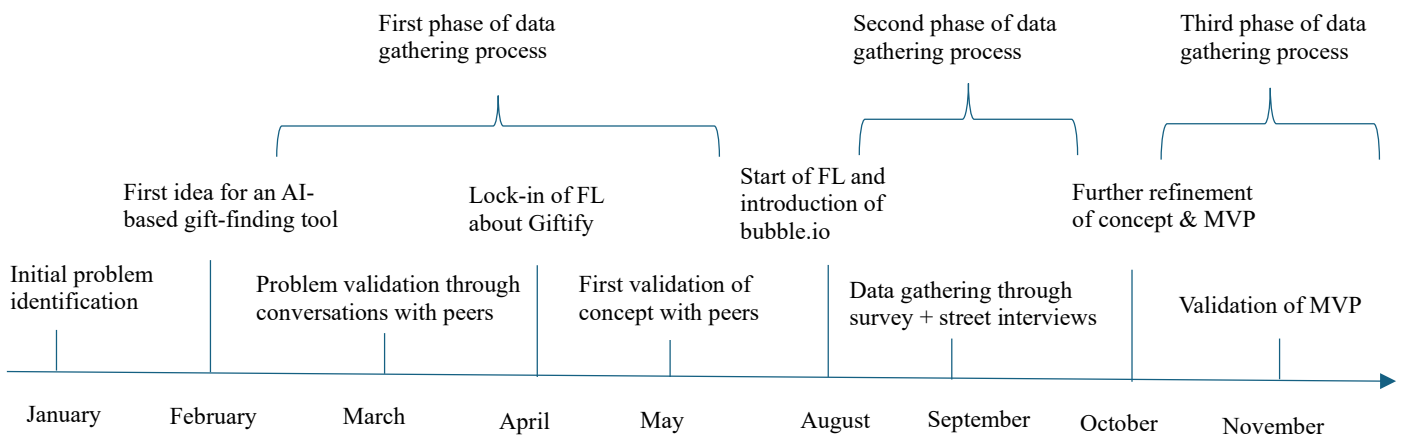 First phase of data
gathering process
Second phase of data
gathering process
Third phase of data
gathering process
First idea for an AI-
based gift-finding tool
Lock-in of FL
about Giftify
Start of FL and
introduction of
bubble.io
Further refinement
of concept & MVP
Initial problem
identification
Problem validation through
conversations with peers
First validation of
concept with peers
Data gathering through
survey + street interviews
Validation of MVP
January
February
March
April
May
August
September
October
November